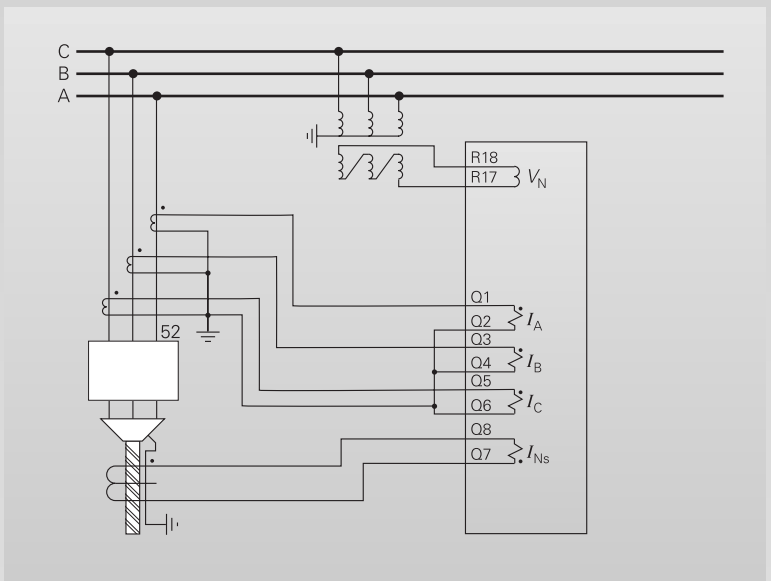 C
B
A
R18
R17
V_N
52
Q1
Q2
I_A
Q3
Q4
I_B
Q5
Q6
I_C
Q8
Q7
I_Ns